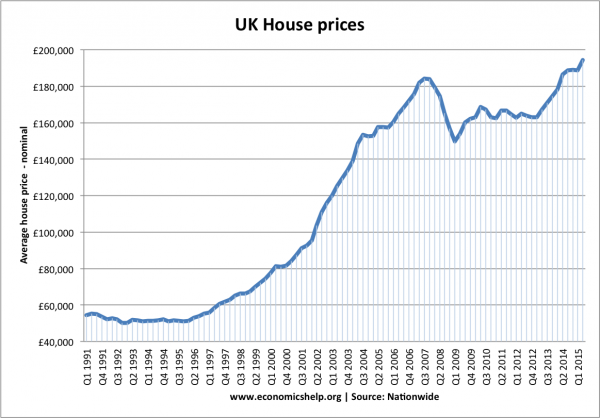 UK House prices
£200,000
£180,000
£160,000
£140,000
£120,000
£100,000
£80,000
£60,000
£40,000
Average house price - nominal
Q1 1991
Q4 1991
Q3 1992
Q2 1993
Q1 1994
Q4 1994
Q3 1995
Q2 1996
Q1 1997
Q4 1997
Q3 1998
Q2 1999
Q1 2000
Q4 2000
Q3 2001
Q2 2002
Q1 2003
Q4 2003
Q3 2004
Q2 2005
Q1 2006
Q4 2006
Q3 2007
Q2 2008
Q1 2009
Q4 2009
Q3 2010
Q2 2011
Q1 2012
Q4 2012
Q3 2013
Q2 2014
Q1 2015
www.economicshelp.org | Source: Nationwide